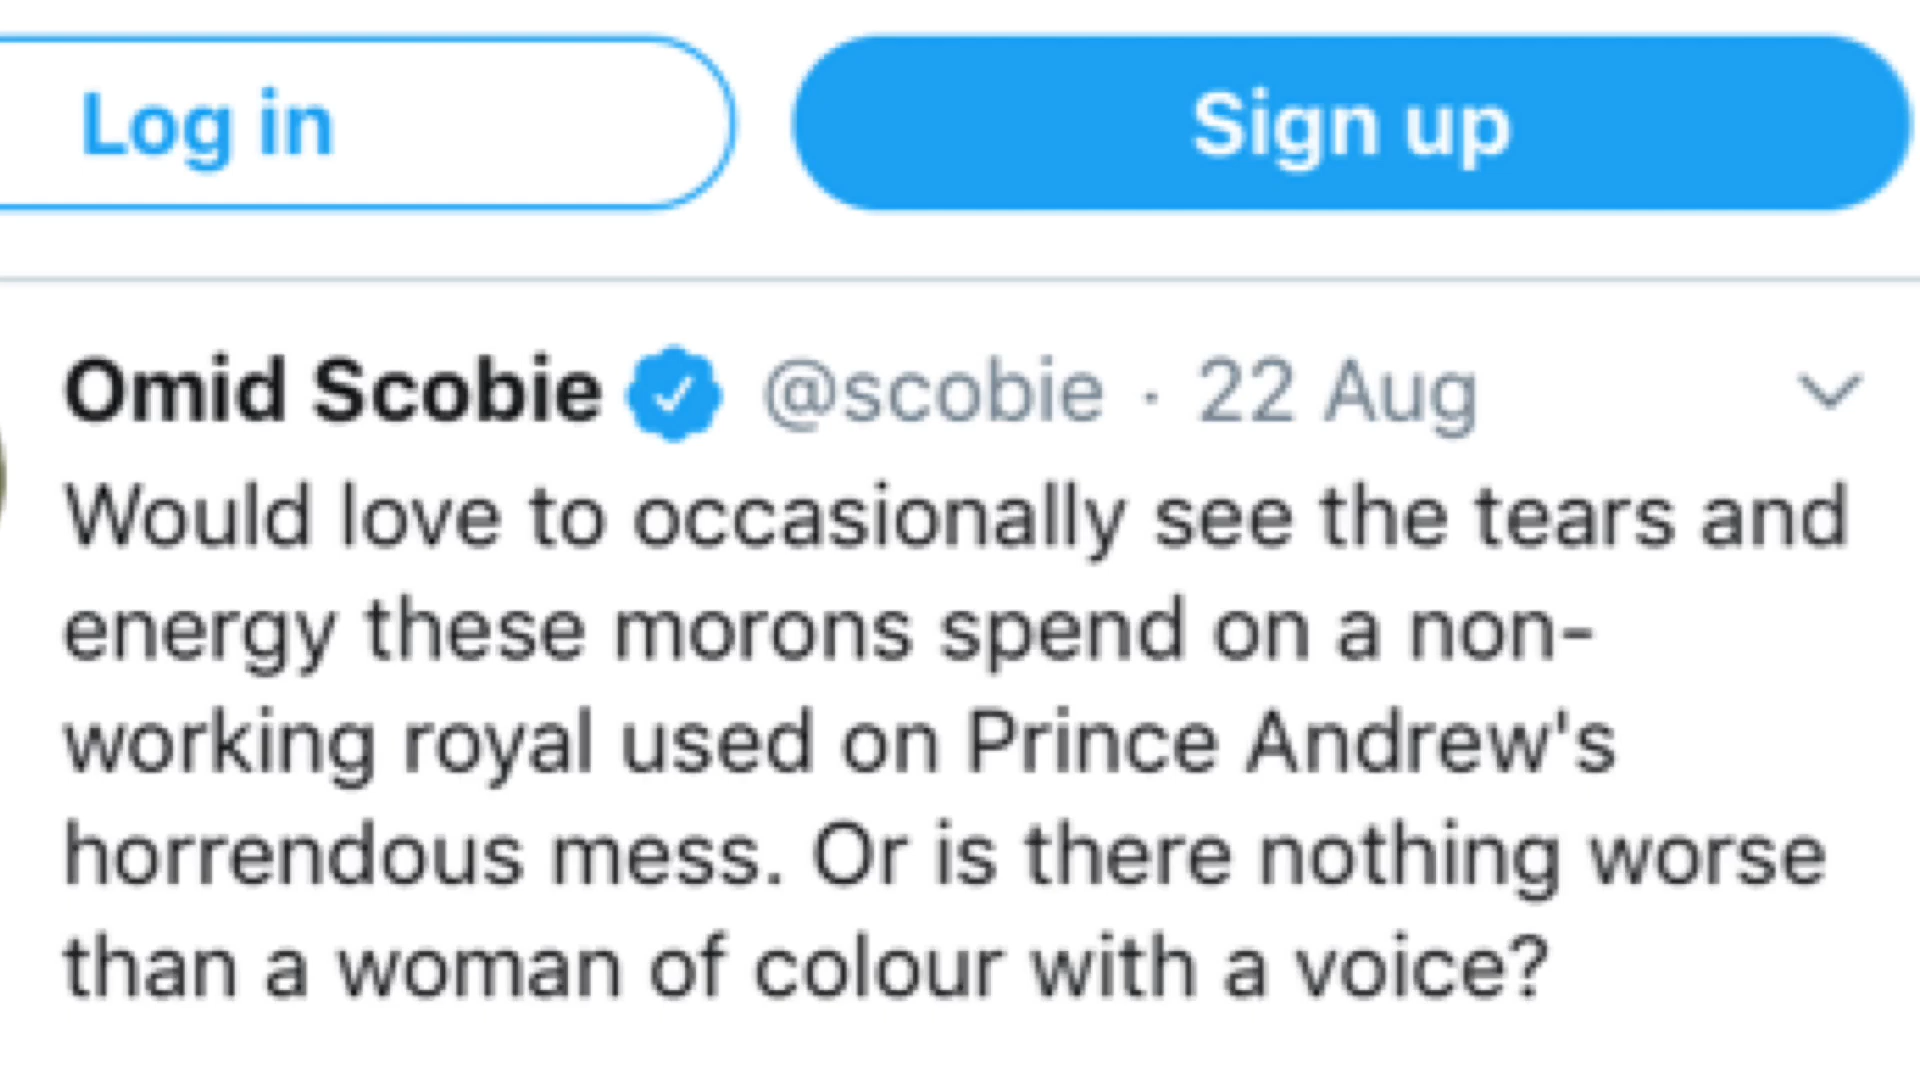 Log in
Sign up
Omid Scobie @scobie · 22 Aug
Would love to occasionally see the tears and
energy these morons spend on a non-
working royal used on Prince Andrew's
horrendous mess. Or is there nothing worse
than a woman of colour with a voice?